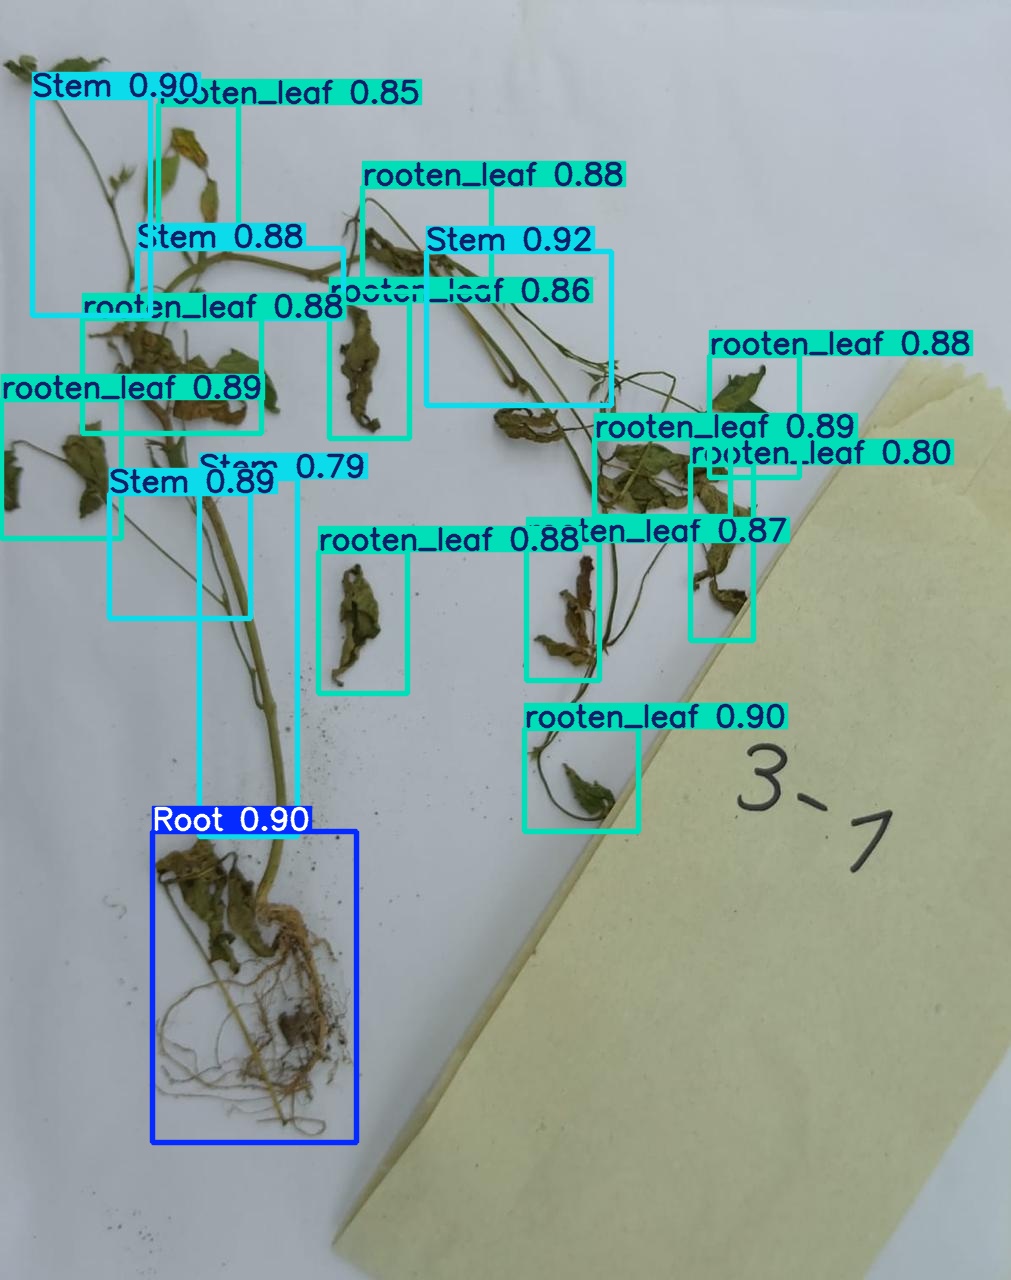 Stem 0.90
rooten_leaf 0.85
rooten_leaf 0.88
Stem 0.88
Stem 0.92
rooten_leaf 0.86
rooten_leaf 0.88
rooten_leaf 0.88
rooten_leaf 0.89
rooten_leaf 0.89
rooten_leaf 0.80
Stem 0.79
Stem 0.89
rooten_leaf 0.87
rooten_leaf 0.88
rooten_leaf 0.90
3-1
Root 0.90